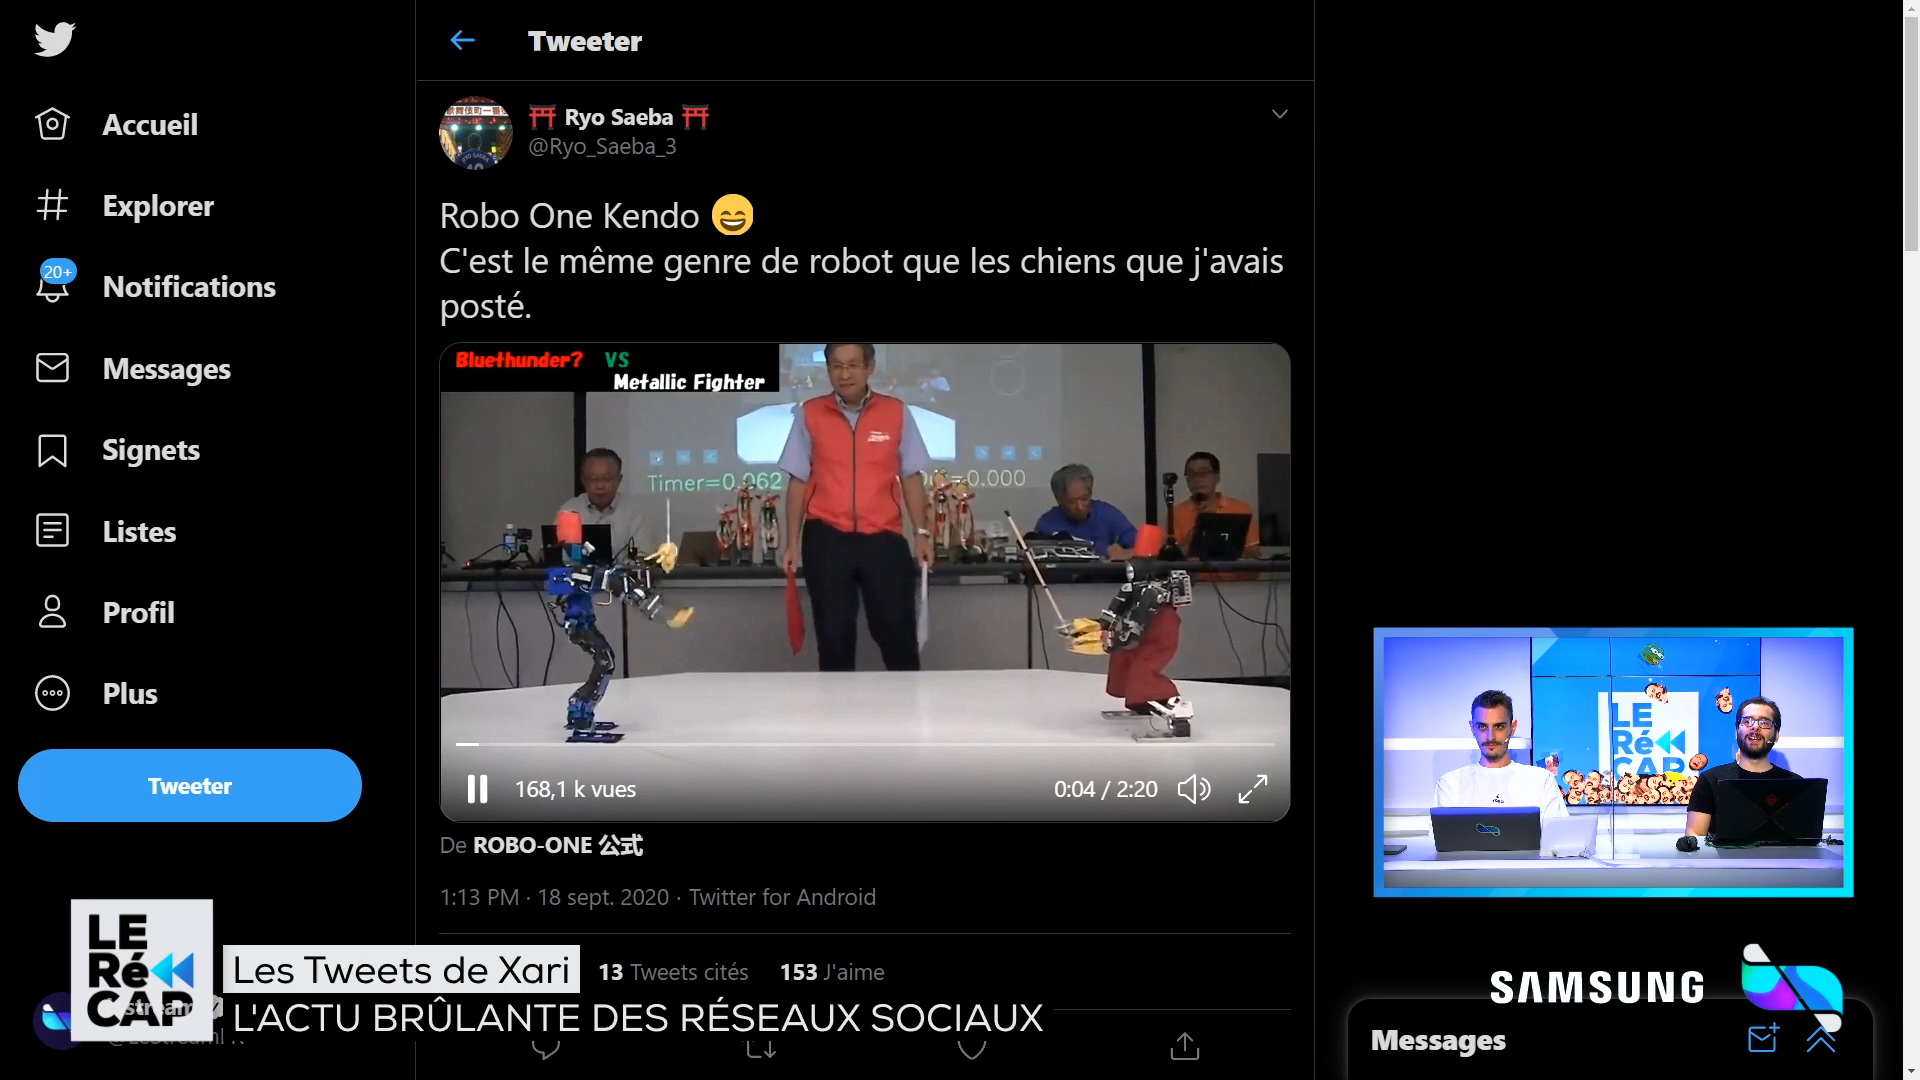 Accueil
Explorer
20+
Notifications
Messages
Signets
Listes
Profil
Plus
Tweeter
Tweeter
Ryo Saeba
@Ryo_Saeba_3
Robo One Kendo
C'est le même genre de robot que les chiens que j'avais
posté.
Bluethunder? VS
Metallic Fighter
Timer=0.062
=0.000
168,1 k vues
0:04 / 2:20
De ROBO-ONE 公式
1:13 PM · 18 sept. 2020 · Twitter for Android
13 Tweets cités 153 J'aime
LE
Ré
CAP
Les Tweets de Xari
L'ACTU BRÛLANTE DES RÉSEAUX SOCIAUX
LE
Ré
CAP
SAMSUNG
Messages